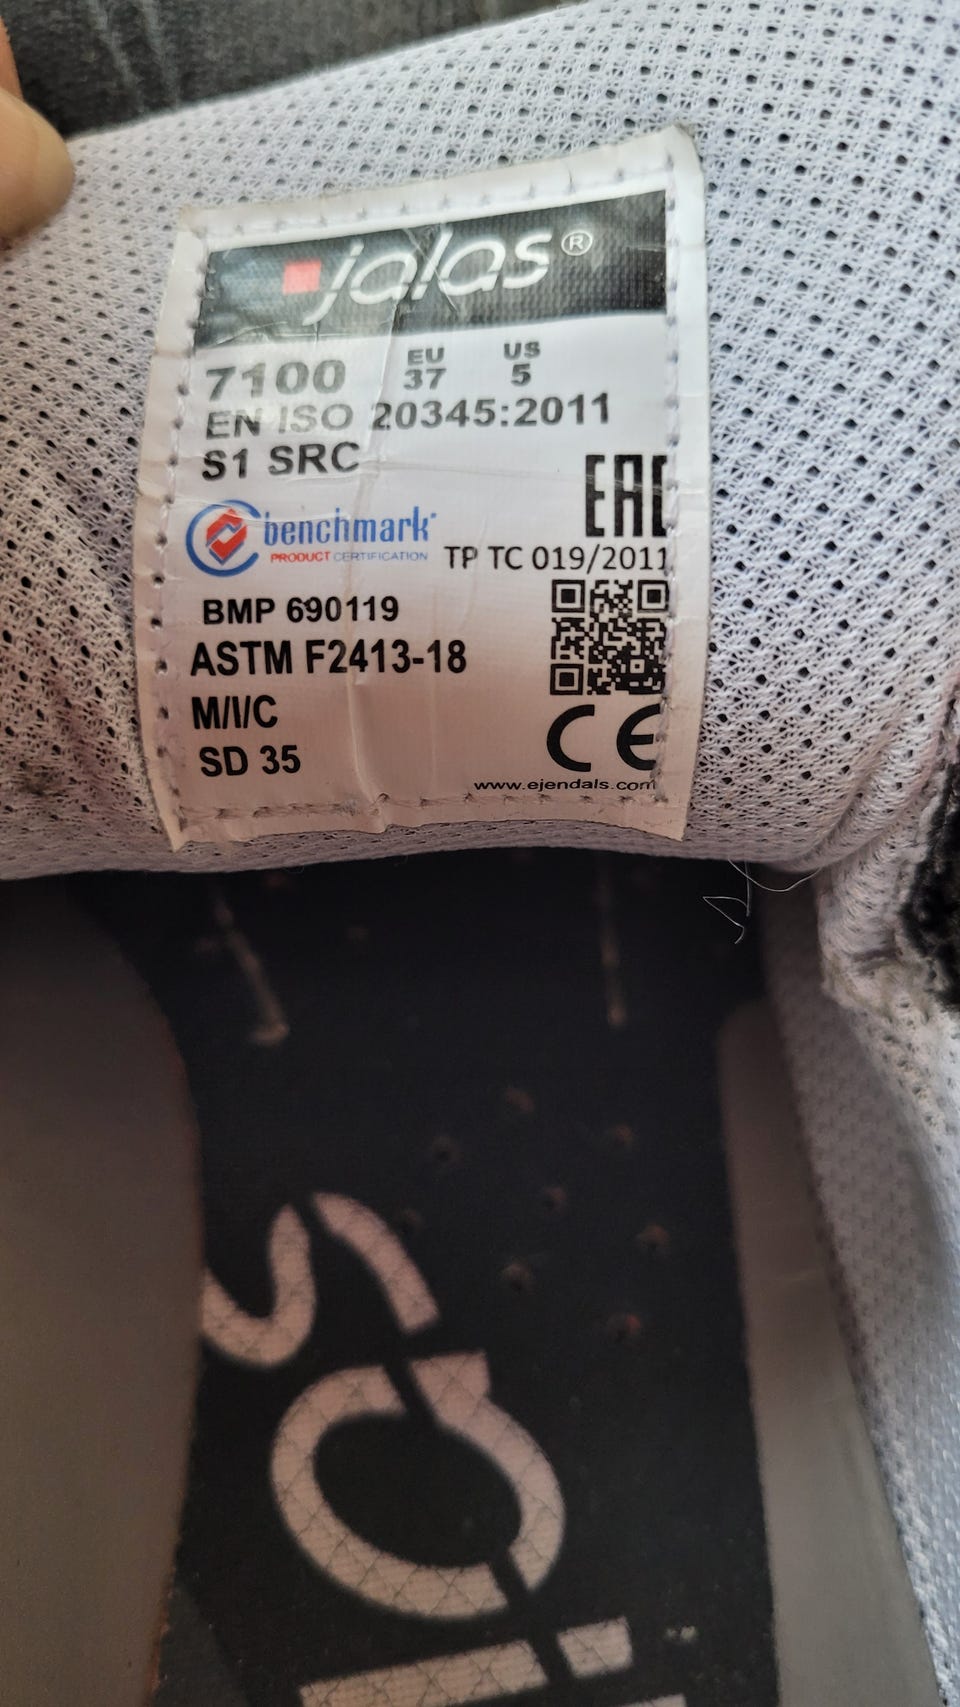 jalas®
EU US
7100 37 5
EN ISO 20345:2011
S1 SRC
EAC
benchmark
PRODUCT CERTIFICATION
TP TC 019/2011
BMP 690119
ASTM F2413-18
M/I/C
SD 35
CE
www.ejendals.com
jalas